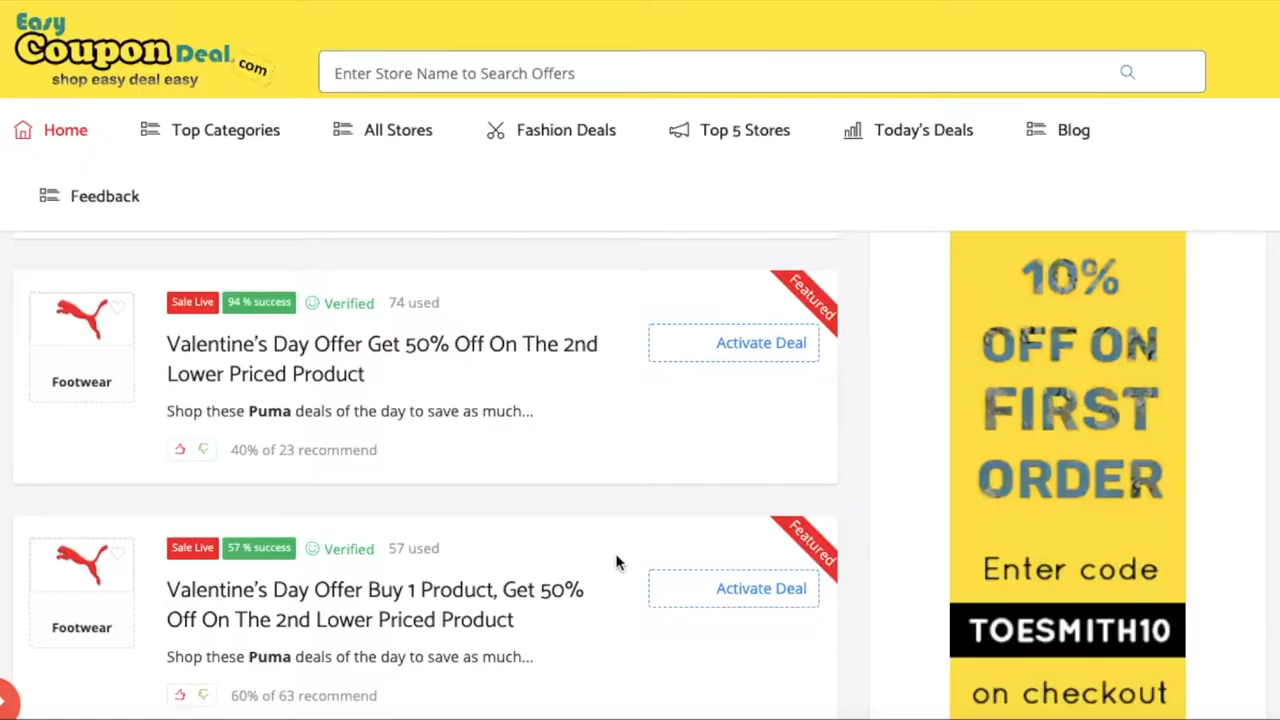 Easy
Coupon Deal.com
shop easy deal easy
Enter Store Name to Search Offers
Home
Top Categories
All Stores
Fashion Deals
Top 5 Stores
Today's Deals
Blog
Feedback
Sale Live
94 % success
Verified
74 used
Featured
Valentine's Day Offer Get 50% Off On The 2nd
Lower Priced Product
Activate Deal
Footwear
Shop these Puma deals of the day to save as much...
40% of 23 recommend
Sale Live
57 % success
Verified
57 used
Featured
Valentine's Day Offer Buy 1 Product, Get 50%
Off On The 2nd Lower Priced Product
Activate Deal
Footwear
Shop these Puma deals of the day to save as much...
60% of 63 recommend
10%
OFF ON
FIRST
ORDER
Enter code
TOESMITH10
on checkout